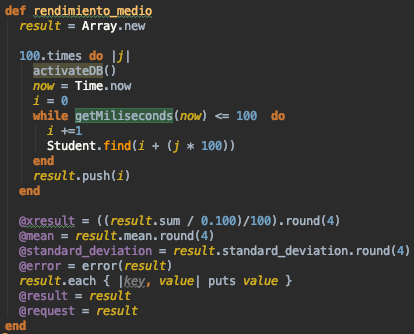 def rendimiento_medio
  result = Array.new

  100.times do |j|
    activateDB()
    now = Time.now
    i = 0
    while getMiliseconds(now) <= 100  do
      i +=1
      Student.find(i + (j * 100))
    end
    result.push(i)
  end

  @xresult = ((result.sum / 0.100)/100).round(4)
  @mean = result.mean.round(4)
  @standard_deviation = result.standard_deviation.round(4)
  @error = error(result)
  result.each { |key, value| puts value }
  @result = result
  @request = result
end